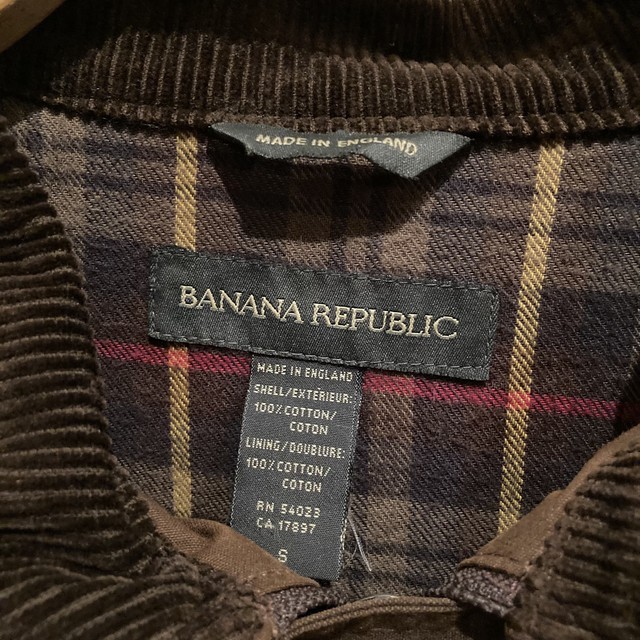 MADE IN ENGLAND
BANANA REPUBLIC
MADE IN ENGLAND
SHELL/EXTERIEUR:
100% COTTON/
COTON
LINING/DOUBLURE:
100% COTTON/
COTON
RN 54023
CA 17897
S